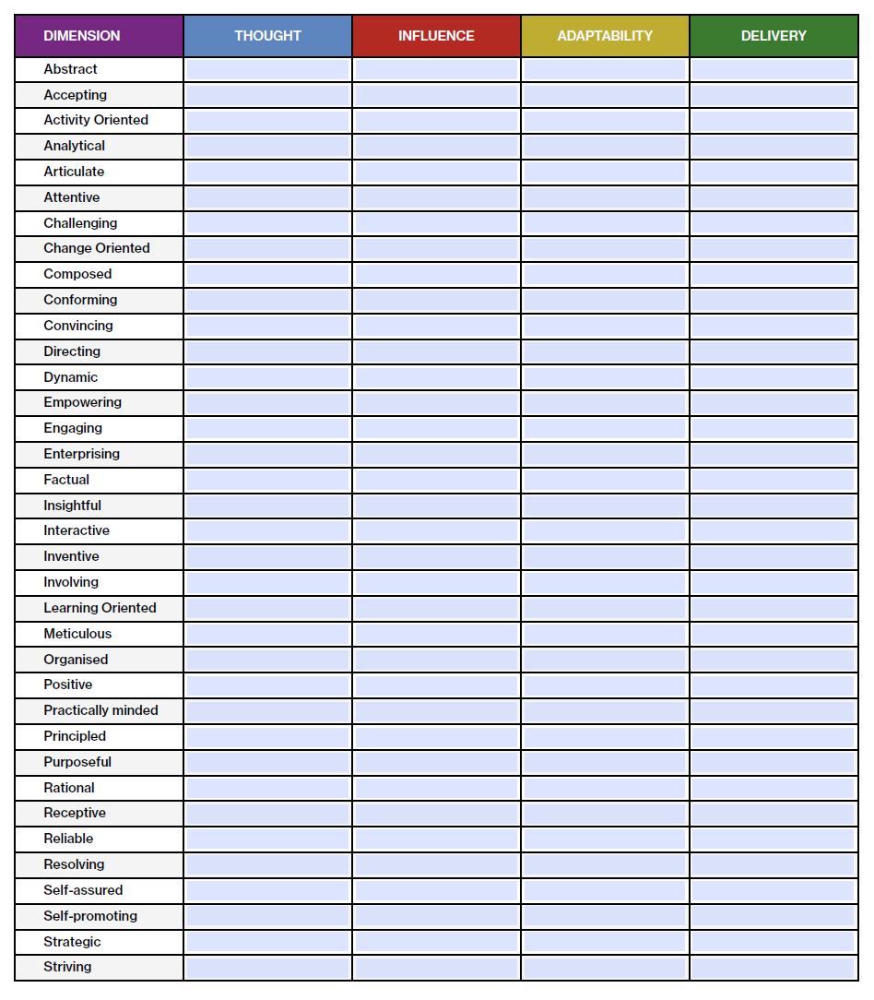 DIMENSION THOUGHT INFLUENCE ADAPTABILITY DELIVERY
Abstract
Accepting
Activity Oriented
Analytical
Articulate
Attentive
Challenging
Change Oriented
Composed
Conforming
Convincing
Directing
Dynamic
Empowering
Engaging
Enterprising
Factual
Insightful
Interactive
Inventive
Involving
Learning Oriented
Meticulous
Organised
Positive
Practically minded
Principled
Purposeful
Rational
Receptive
Reliable
Resolving
Self-assured
Self-promoting
Strategic
Striving